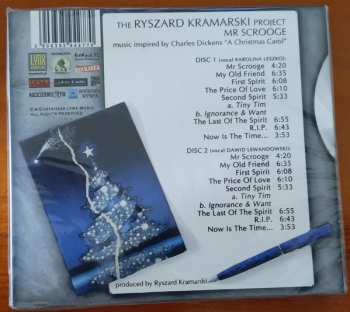 THE RYSZARD KRAMARSKI PROJECT
MR SCROOGE
music inspired by Charles Dickens "A Christmas Carol"
DISC 1 (vocal KAROLINA LESZKO):
Mr Scrooge 4:20
My Old Friend 6:35
First Spirit 6:08
The Price Of Love 6:10
Second Spirit 5:33
a. Tiny Tim
b. Ignorance & Want
The Last Of The Spirit 6:55
R.I.P. 6:43
Now Is The Time... 3:53
DISC 2 (vocal DAWID LEWANDOWSKI):
Mr Scrooge 4:20
My Old Friend 6:35
First Spirit 6:08
The Price Of Love 6:10
Second Spirit 5:33
a. Tiny Tim
b. Ignorance & Want
The Last Of The Spirit 6:55
R.I.P. 6:43
Now Is The Time... 3:53
LYNX
MUSIC
ALL RIGHTS RESERVED
produced by Ryszard Kramarski